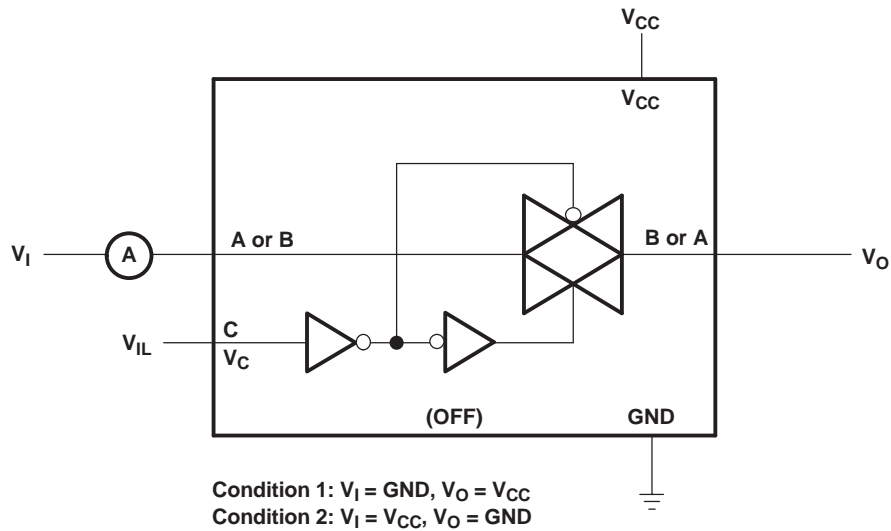 VCC
VCC
A or B
B or A
VI
A
VO
C
VIL
VC
(OFF)
GND
Condition 1: VI = GND, VO = VCC
Condition 2: VI = VCC, VO = GND